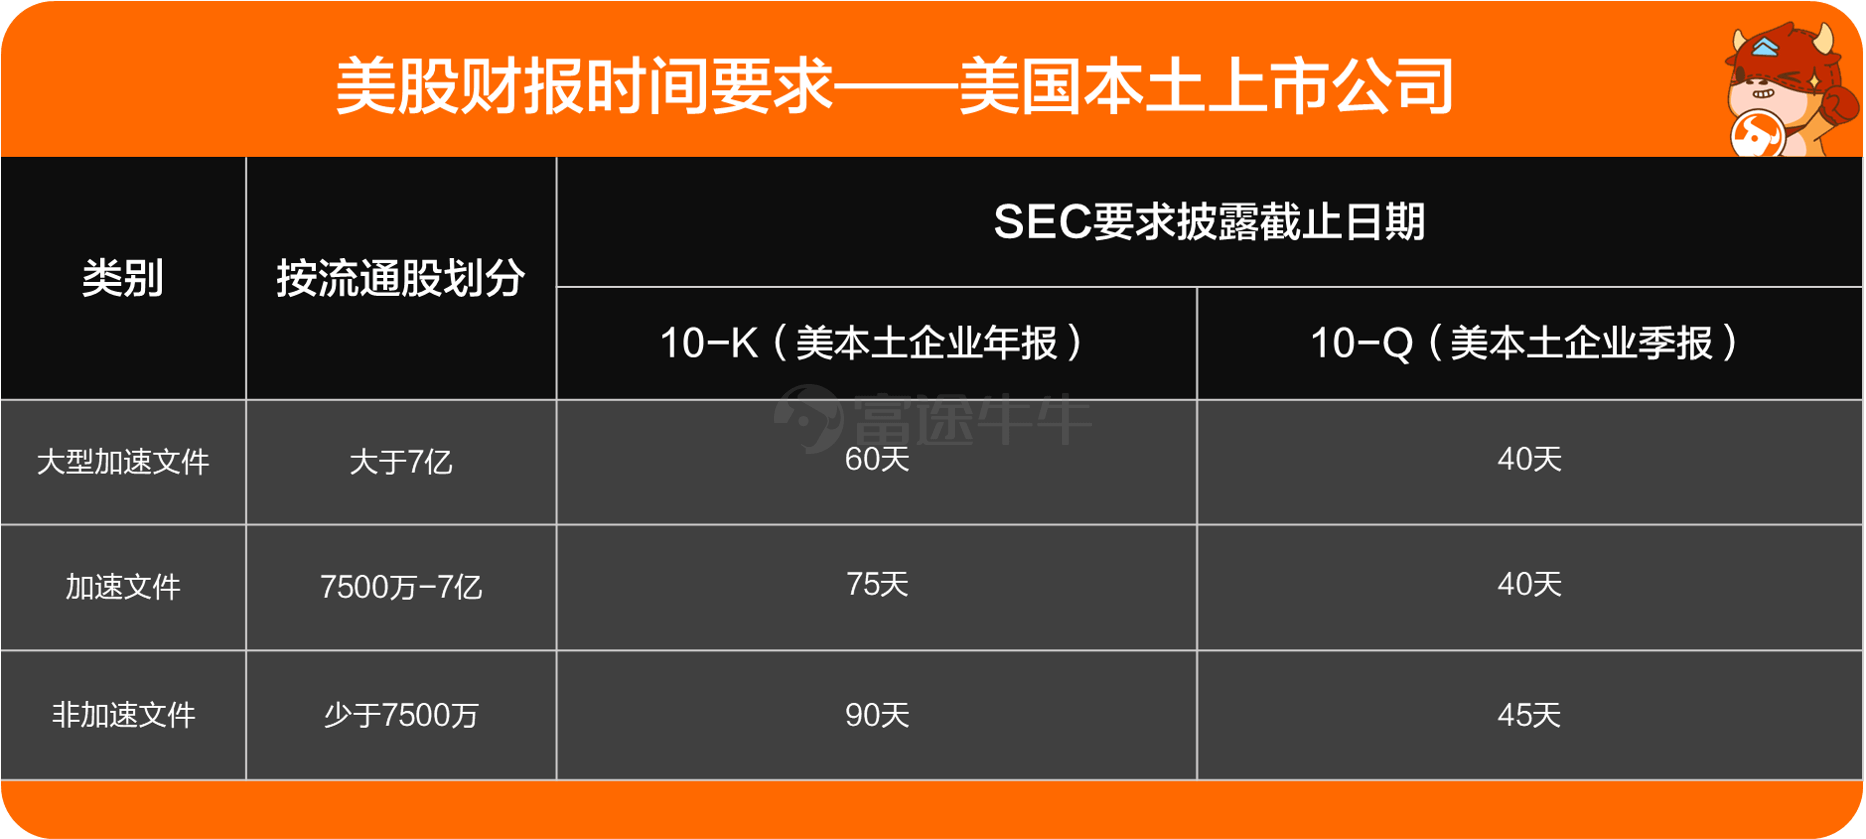 美股财报时间要求——美国本土上市公司
类别
按流通股划分
SEC要求披露截止日期
10-K（美本土企业年报）
10-Q（美本土企业季报）
富途牛牛
大型加速文件
大于7亿
60天
40天
加速文件
7500万-7亿
75天
40天
非加速文件
少于7500万
90天
45天